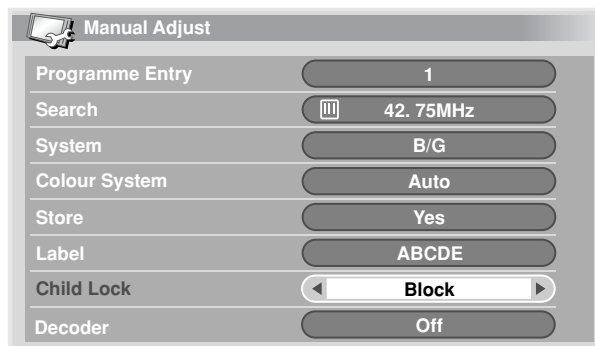 Manual Adjust
Programme Entry 1
Search 42. 75MHz
System B/G
Colour System Auto
Store Yes
Label ABCDE
Child Lock Block
Decoder Off